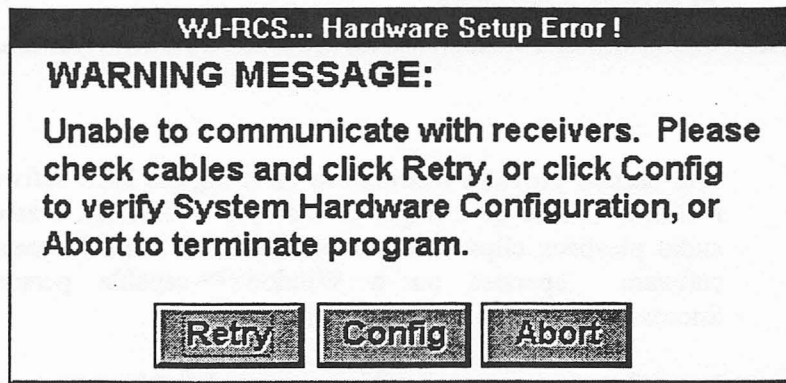 WJ-RCS... Hardware Setup Error !
WARNING MESSAGE:
Unable to communicate with receivers. Please
check cables and click Retry, or click Config
to verify System Hardware Configuration, or
Abort to terminate program.
Retry Config Abort